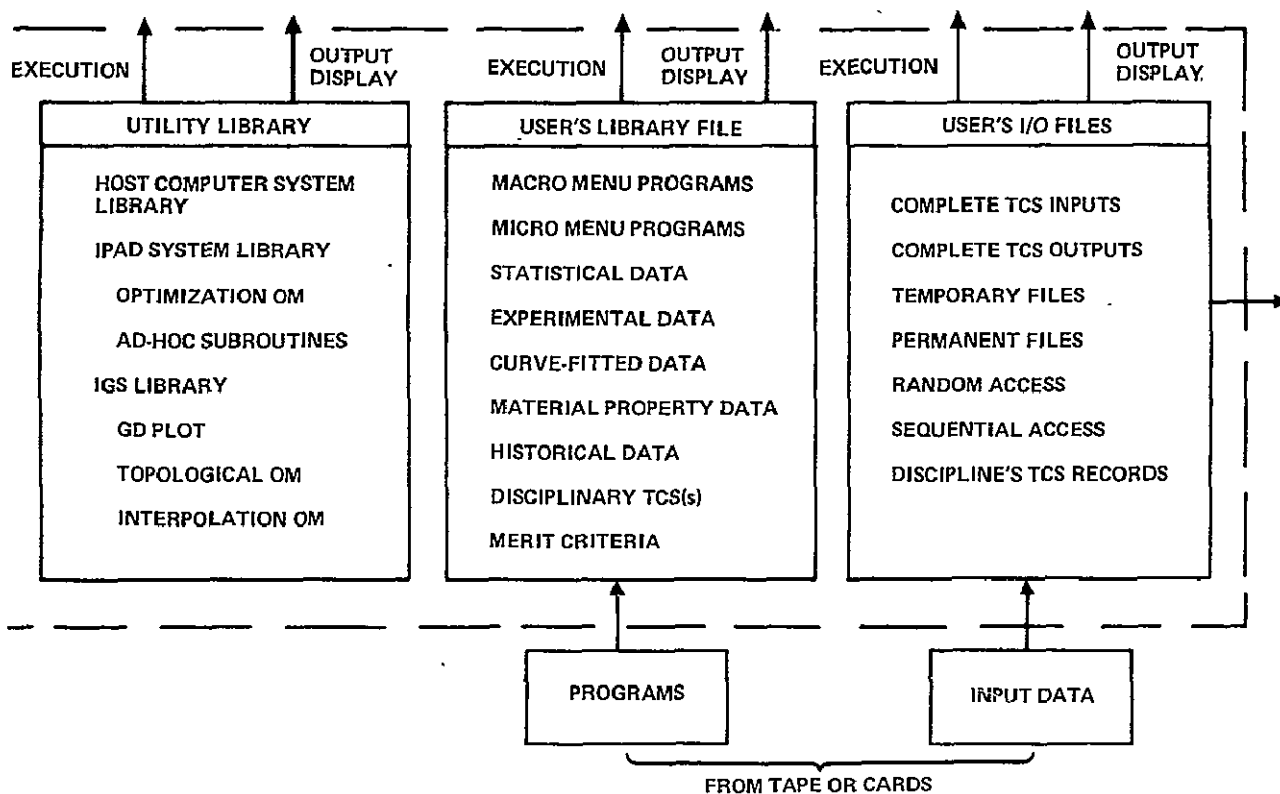 EXECUTION
OUTPUT
DISPLAY
EXECUTION
OUTPUT
DISPLAY
EXECUTION
OUTPUT
DISPLAY.
UTILITY LIBRARY
HOST COMPUTER SYSTEM
LIBRARY
IPAD SYSTEM LIBRARY
OPTIMIZATION OM
AD-HOC SUBROUTINES
IGS LIBRARY
GD PLOT
TOPOLOGICAL OM
INTERPOLATION OM
USER'S LIBRARY FILE
MACRO MENU PROGRAMS
MICRO MENU PROGRAMS
STATISTICAL DATA
EXPERIMENTAL DATA
CURVE-FITTED DATA
MATERIAL PROPERTY DATA
HISTORICAL DATA
DISCIPLINARY TCS(s)
MERIT CRITERIA
USER'S I/O FILES
COMPLETE TCS INPUTS
COMPLETE TCS OUTPUTS
TEMPORARY FILES
PERMANENT FILES
RANDOM ACCESS
SEQUENTIAL ACCESS
DISCIPLINE'S TCS RECORDS
PROGRAMS
INPUT DATA
FROM TAPE OR CARDS